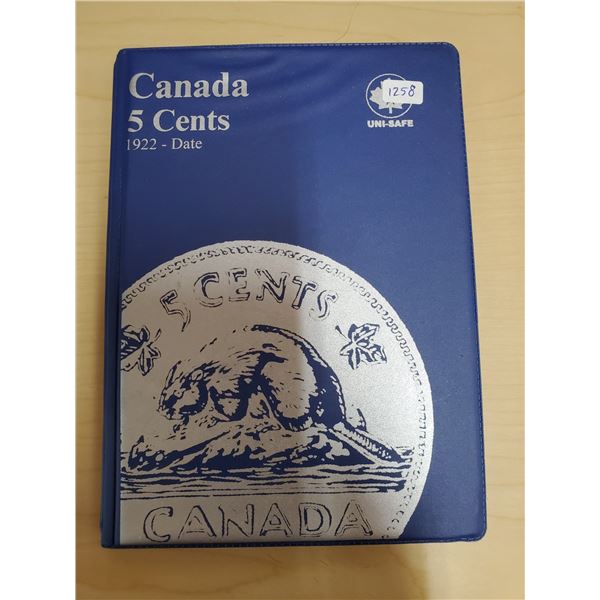 Canada
5 Cents
1922 - Date
1258
UNI-SAFE
5 CENTS
CANADA